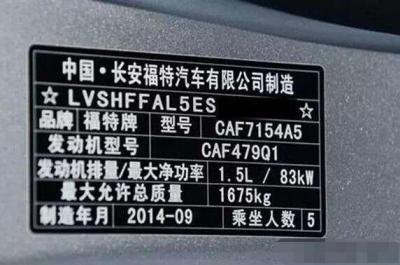 中国·长安福特汽车有限公司制造
☆LVSHFFAL5ES ☆
品牌 福特牌 型号 CAF7154A5
发动机型号 CAF479Q1
发动机排量/最大净功率 1.5L / 83kW
最大允许总质量 1675kg
制造年月 2014-09 乘坐人数 5